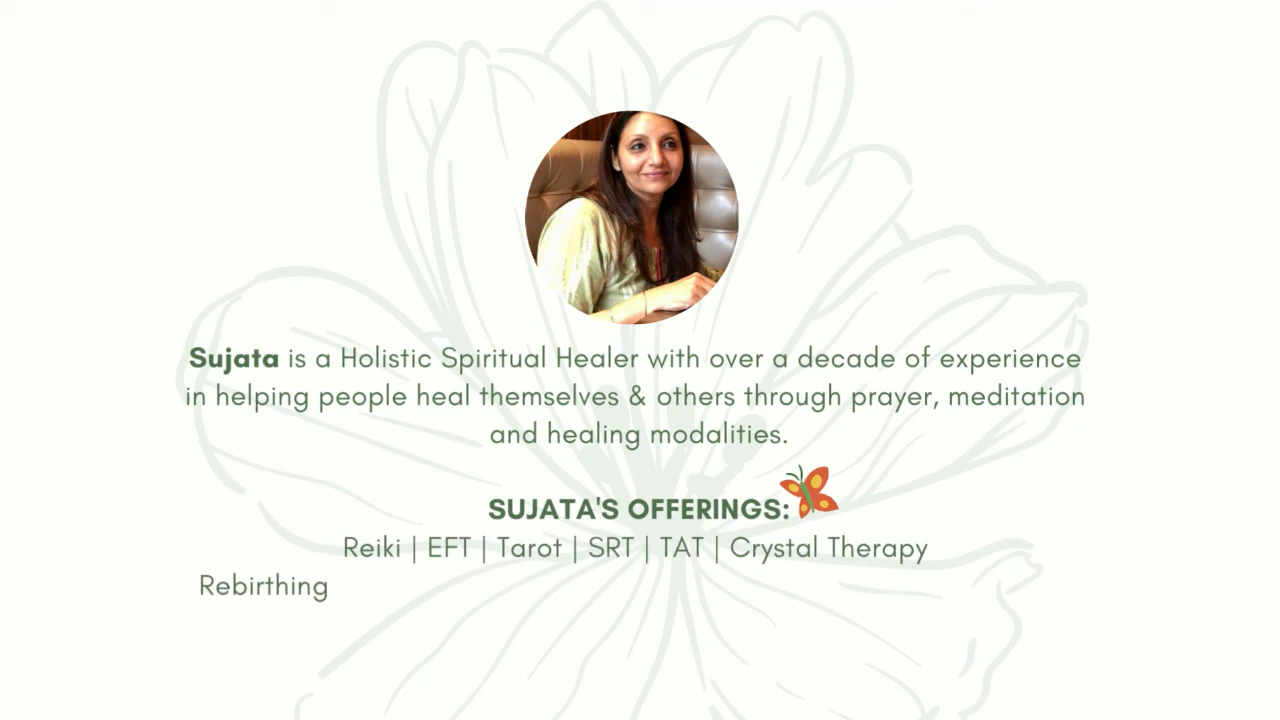 Sujata is a Holistic Spiritual Healer with over a decade of experience
in helping people heal themselves & others through prayer, meditation
and healing modalities.
SUJATA'S OFFERINGS:
Reiki | EFT | Tarot | SRT | TAT | Crystal Therapy
Rebirthing